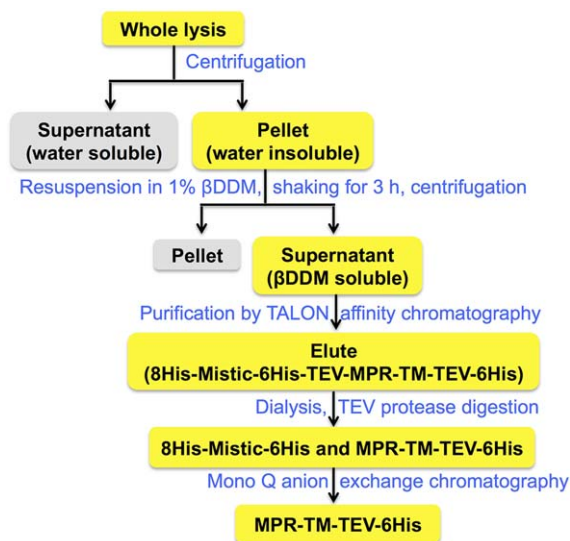 Whole lysis
Centrifugation
Supernatant
(water soluble)
Pellet
(water insoluble)
Resuspension in 1% βDDM, shaking for 3 h, centrifugation
Pellet
Supernatant
(βDDM soluble)
Purification by TALON affinity chromatography
Elute
(8His-Mistic-6His-TEV-MPR-TM-TEV-6His)
Dialysis, TEV protease digestion
8His-Mistic-6His and MPR-TM-TEV-6His
Mono Q anion exchange chromatography
MPR-TM-TEV-6His